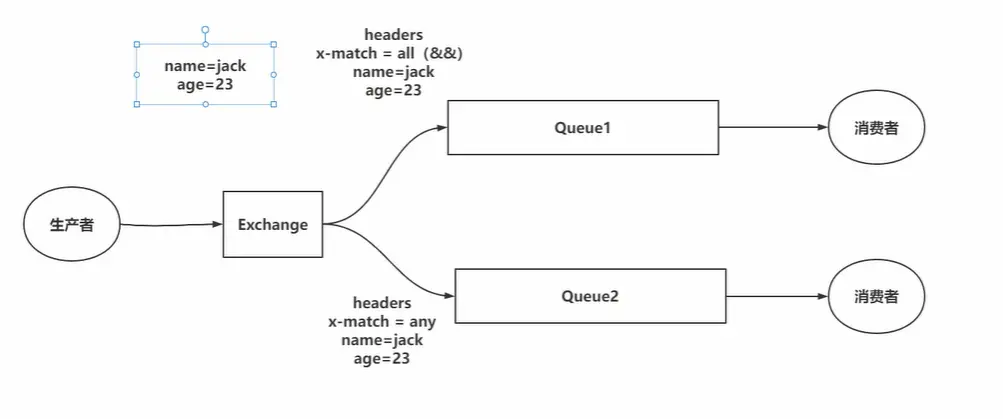 name=jack
age=23
headers
x-match = all（&&）
name=jack
age=23
Queue1
消费者
生产者
Exchange
headers
x-match = any
name=jack
age=23
Queue2
消费者